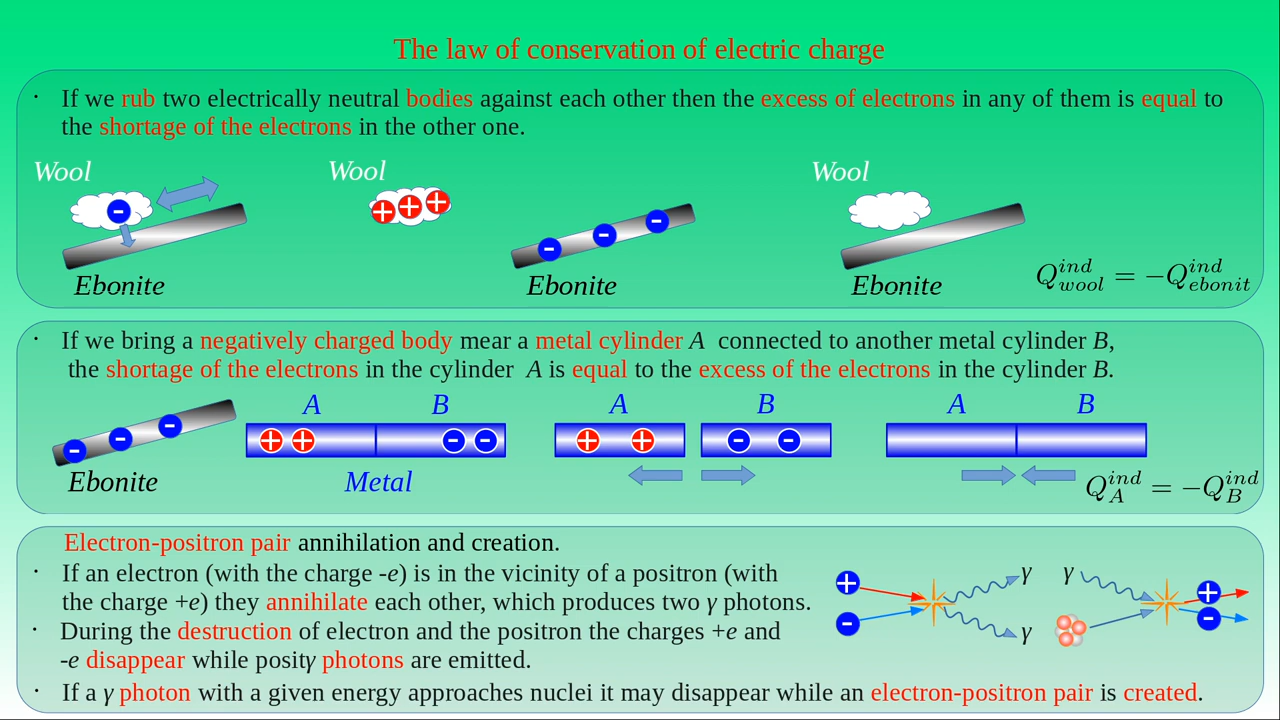 The law of conservation of electric charge
· If we rub two electrically neutral bodies against each other then the excess of electrons in any of them is equal to
the shortage of the electrons in the other one.
Wool Wool Wool
- + + + - - -
Ebonite Ebonite Ebonite
Q_{wool}^{ind} = -Q_{ebonit}^{ind}
· If we bring a negatively charged body mear a metal cylinder A connected to another metal cylinder B,
the shortage of the electrons in the cylinder A is equal to the excess of the electrons in the cylinder B.
A B A B A B
- - - + + - - + + - -
Ebonite Metal
Q_A^{ind} = -Q_B^{ind}
Electron-positron pair annihilation and creation.
· If an electron (with the charge -e) is in the vicinity of a positron (with
the charge +e) they annihilate each other, which produces two γ photons.
· During the destruction of electron and the positron the charges +e and
-e disappear while positγ photons are emitted.
+ γ γ +
- γ -
· If a γ photon with a given energy approaches nuclei it may disappear while an electron-positron pair is created.